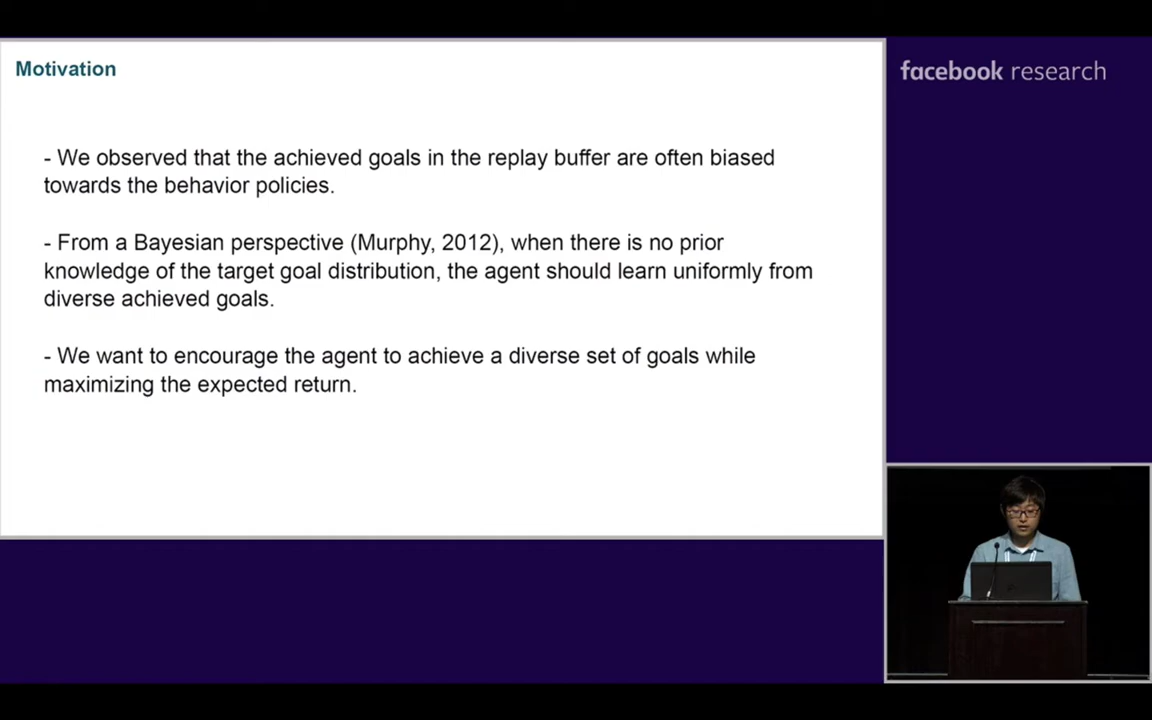 Motivation
facebook research
- We observed that the achieved goals in the replay buffer are often biased
towards the behavior policies.
- From a Bayesian perspective (Murphy, 2012), when there is no prior
knowledge of the target goal distribution, the agent should learn uniformly from
diverse achieved goals.
- We want to encourage the agent to achieve a diverse set of goals while
maximizing the expected return.